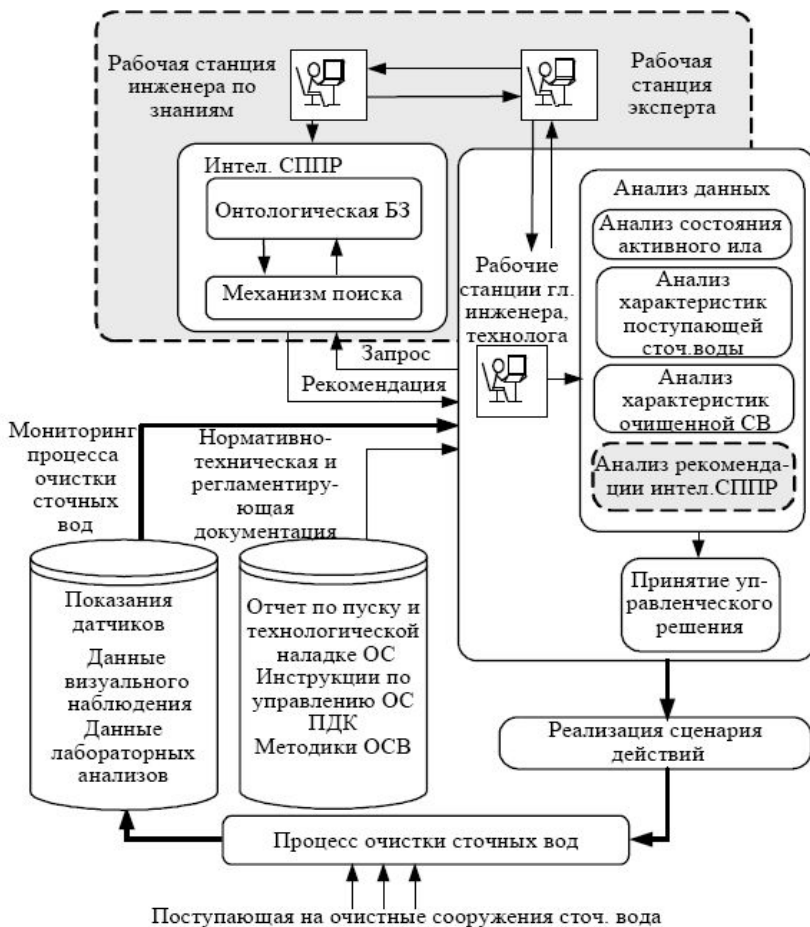 Рабочая станция
инженера по
знаниям
Рабочая
станция
эксперта
Интел. СППР
Онтологическая БЗ
Механизм поиска
Анализ данных
Анализ состояния
активного ила
Анализ
характеристик
поступающей
сточ.воды
Анализ
характеристик
очишенной СВ
Анализ рекоменда-
ции интел.СППР
Рабочие
станции гл.
инженера,
технолога
Запрос
Рекомендация
Мониторинг
процесса
очистки
сточных
вод
Нормативно-
техническая и
регламентирую-
щая
документация
Принятие уп-
равленческого
решения
Показания
датчиков
Данные
визуального
наблюдения
Данные
лабораторных
анализов
Отчет по пуску и
технологической
наладке ОС
Инструкции по
управлению ОС
ПДК
Методики ОСВ
Реализация сценария
действий
Процесс очистки сточных вод
Поступающая на очистные сооружения сточ. вода